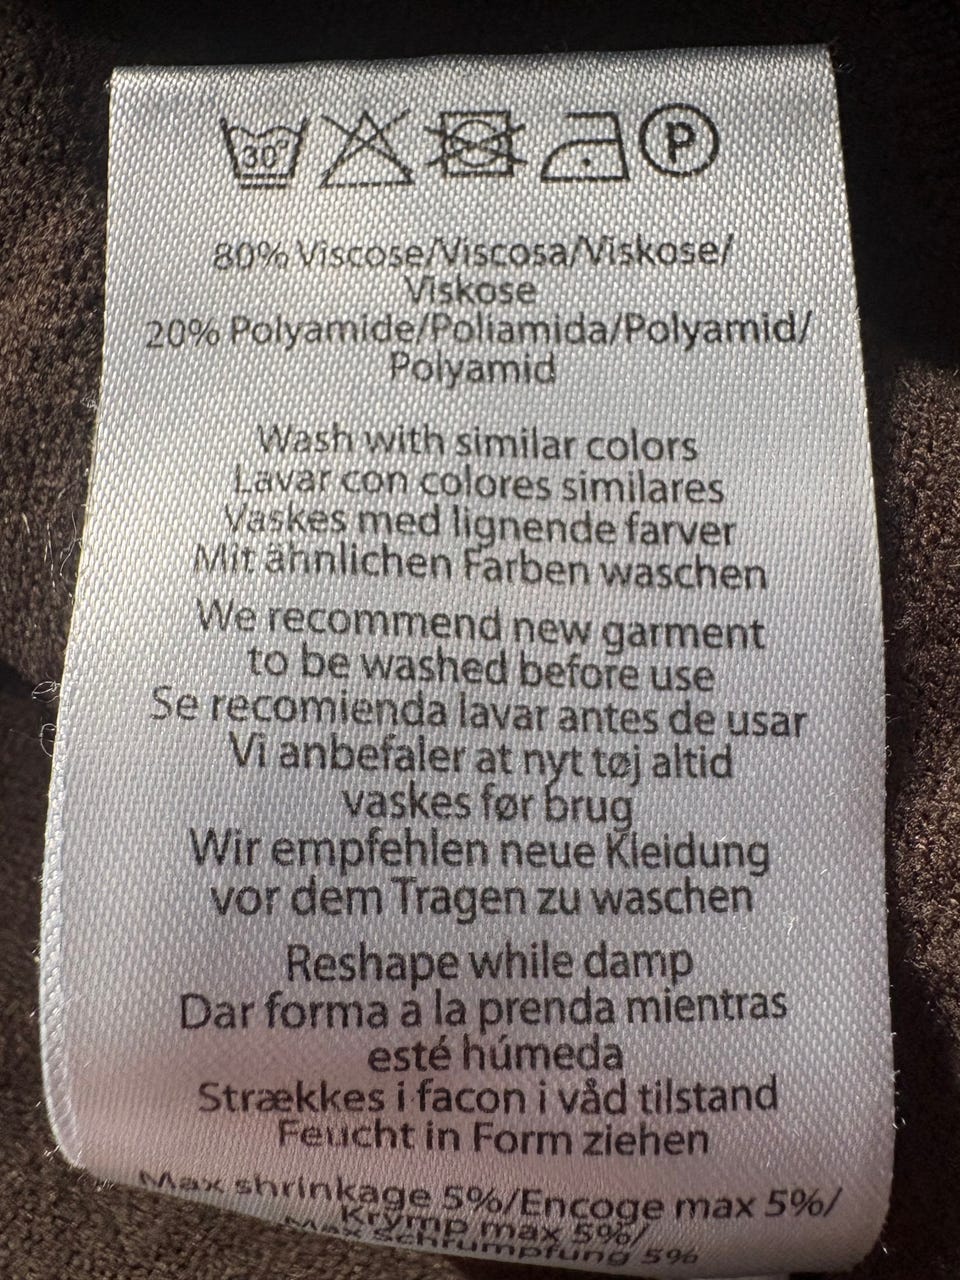 30°
P
80% Viscose/Viscosa/Viskose/
Viskose
20% Polyamide/Poliamida/Polyamid/
Polyamid
Wash with similar colors
Lavar con colores similares
Vaskes med lignende farver
Mit ähnlichen Farben waschen
We recommend new garment
to be washed before use
Se recomienda lavar antes de usar
Vi anbefaler at nyt tøj altid
vaskes før brug
Wir empfehlen neue Kleidung
vor dem Tragen zu waschen
Reshape while damp
Dar forma a la prenda mientras
esté húmeda
Strækkes i facon i våd tilstand
Feucht in Form ziehen
Max shrinkage 5%/Encoge max 5%/
Krymp max 5%/
Max Schrumpfung 5%